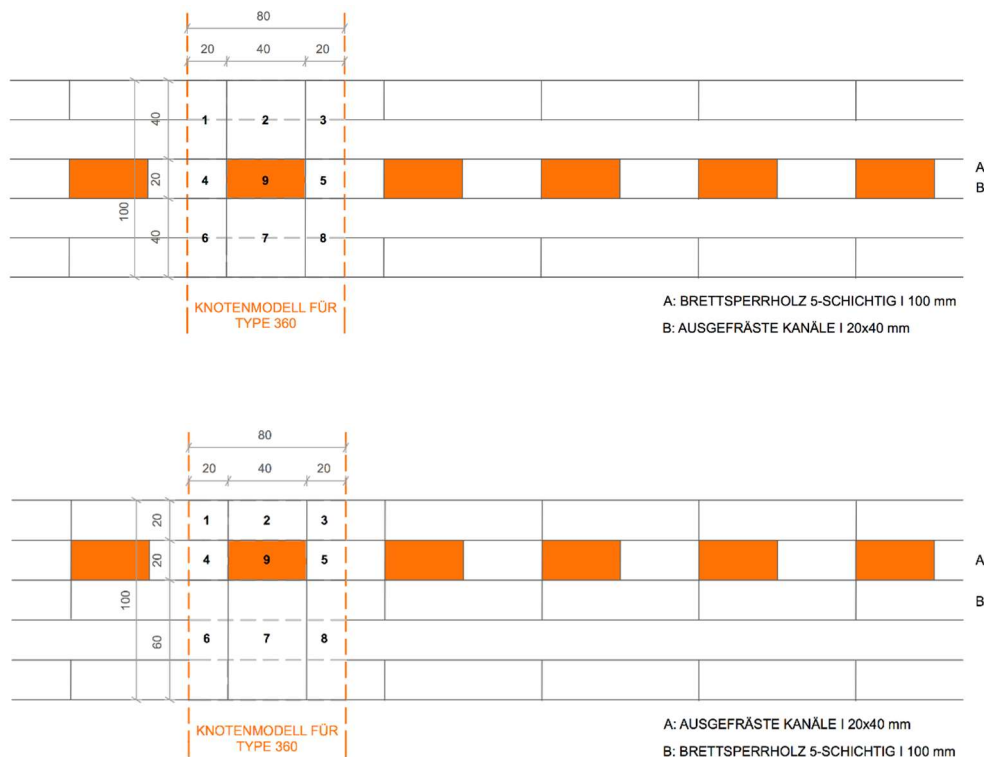 80
20 40 20
40
1 2 3
20
4 9 5
A
B
100
40
6 7 8
KNOTENMODELL FÜR
TYPE 360
A: BRETTSPERRHOLZ 5-SCHICHTIG I 100 mm
B: AUSGEFRÄSTE KANÄLE I 20x40 mm
80
20 40 20
20
1 2 3
20
4 9 5
A
100
B
60
6 7 8
KNOTENMODELL FÜR
TYPE 360
A: AUSGEFRÄSTE KANÄLE I 20x40 mm
B: BRETTSPERRHOLZ 5-SCHICHTIG I 100 mm